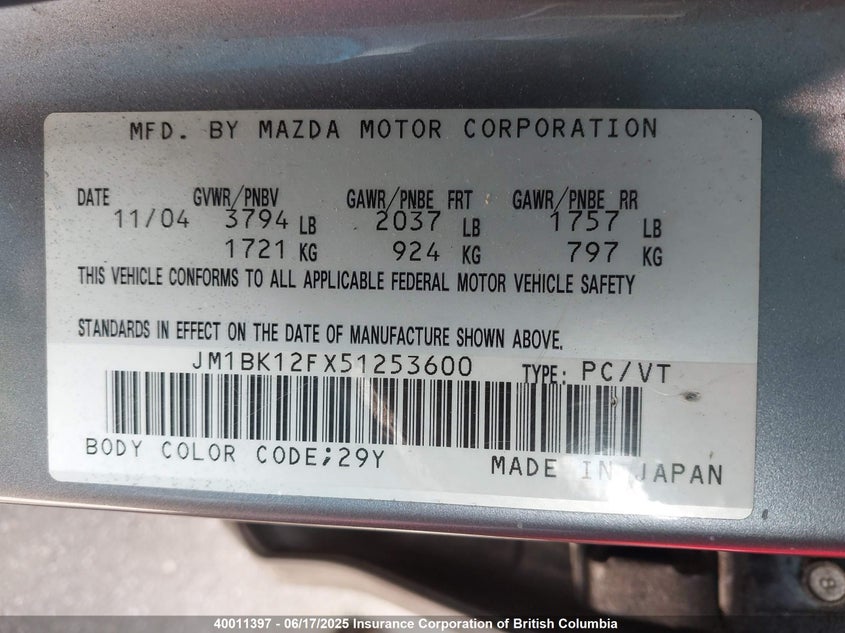 MFD. BY MAZDA MOTOR CORPORATION
DATE GVWR/PNBV GAWR/PNBE FRT GAWR/PNBE RR
11/04 3794 LB 2037 LB 1757 LB
1721 KG 924 KG 797 KG
THIS VEHICLE CONFORMS TO ALL APPLICABLE FEDERAL MOTOR VEHICLE SAFETY
STANDARDS IN EFFECT ON THE DATE OF MANUFACTURE SHOWN ABOVE.
JM1BK12FX51253600 TYPE: PC/VT
BODY COLOR CODE;29Y MADE IN JAPAN
40011397 - 06/17/2025 Insurance Corporation of British Columbia